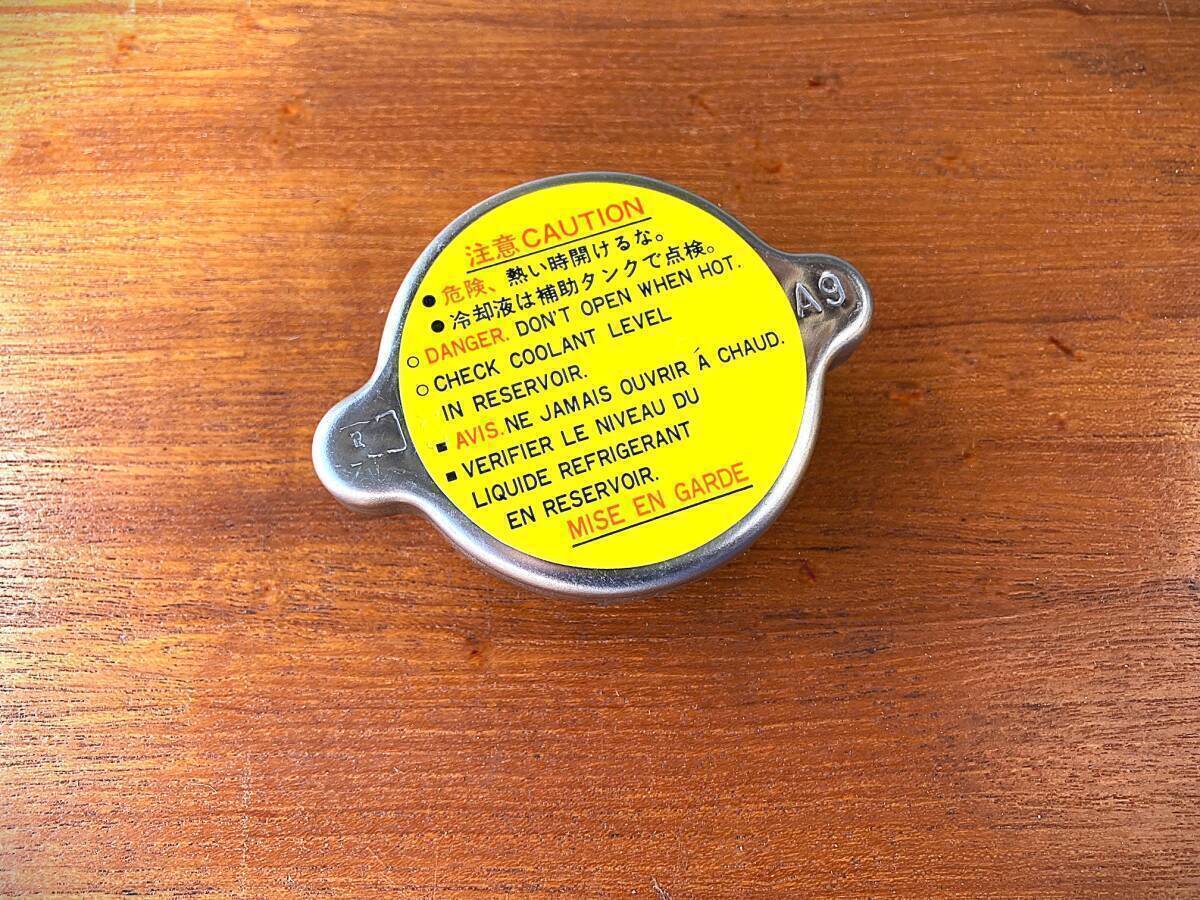 注意 CAUTION
● 危険、熱い時開けるな。
● 冷却液は補助タンクで点検。
○ DANGER. DON'T OPEN WHEN HOT.
○ CHECK COOLANT LEVEL
IN RESERVOIR.
■ AVIS. NE JAMAIS OUVRIR Á CHAUD.
■ VERIFIER LE NIVEAU DU
LIQUIDE REFRIGERANT
EN RESERVOIR.
MISE EN GARDE
A9
R